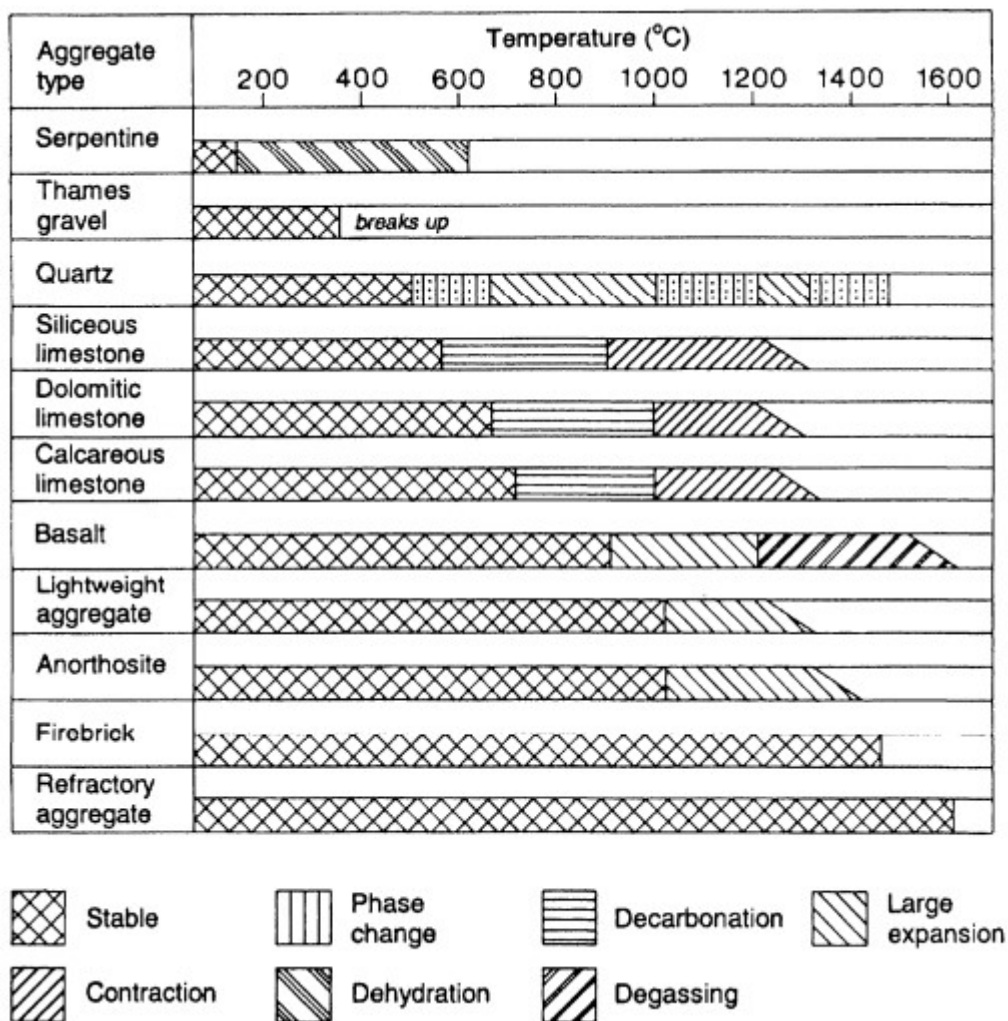 Aggregate
type
Temperature (°C)
200 400 600 800 1000 1200 1400 1600
Serpentine
Thames
gravel
breaks up
Quartz
Siliceous
limestone
Dolomitic
limestone
Calcareous
limestone
Basalt
Lightweight
aggregate
Anorthosite
Firebrick
Refractory
aggregate
Stable
Phase
change
Decarbonation
Large
expansion
Contraction
Dehydration
Degassing